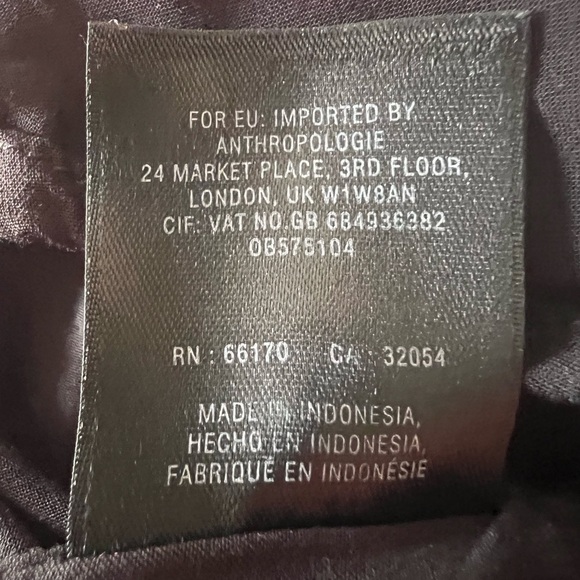 FOR EU: IMPORTED BY
ANTHROPOLOGIE
24 MARKET PLACE, 3RD FLOOR,
LONDON, UK W1W8AN
CIF: VAT NO.GB 684936382
OB575104
RN : 66170 CA : 32054
MADE IN INDONESIA,
HECHO EN INDONESIA,
FABRIQUÉ EN INDONÉSIE